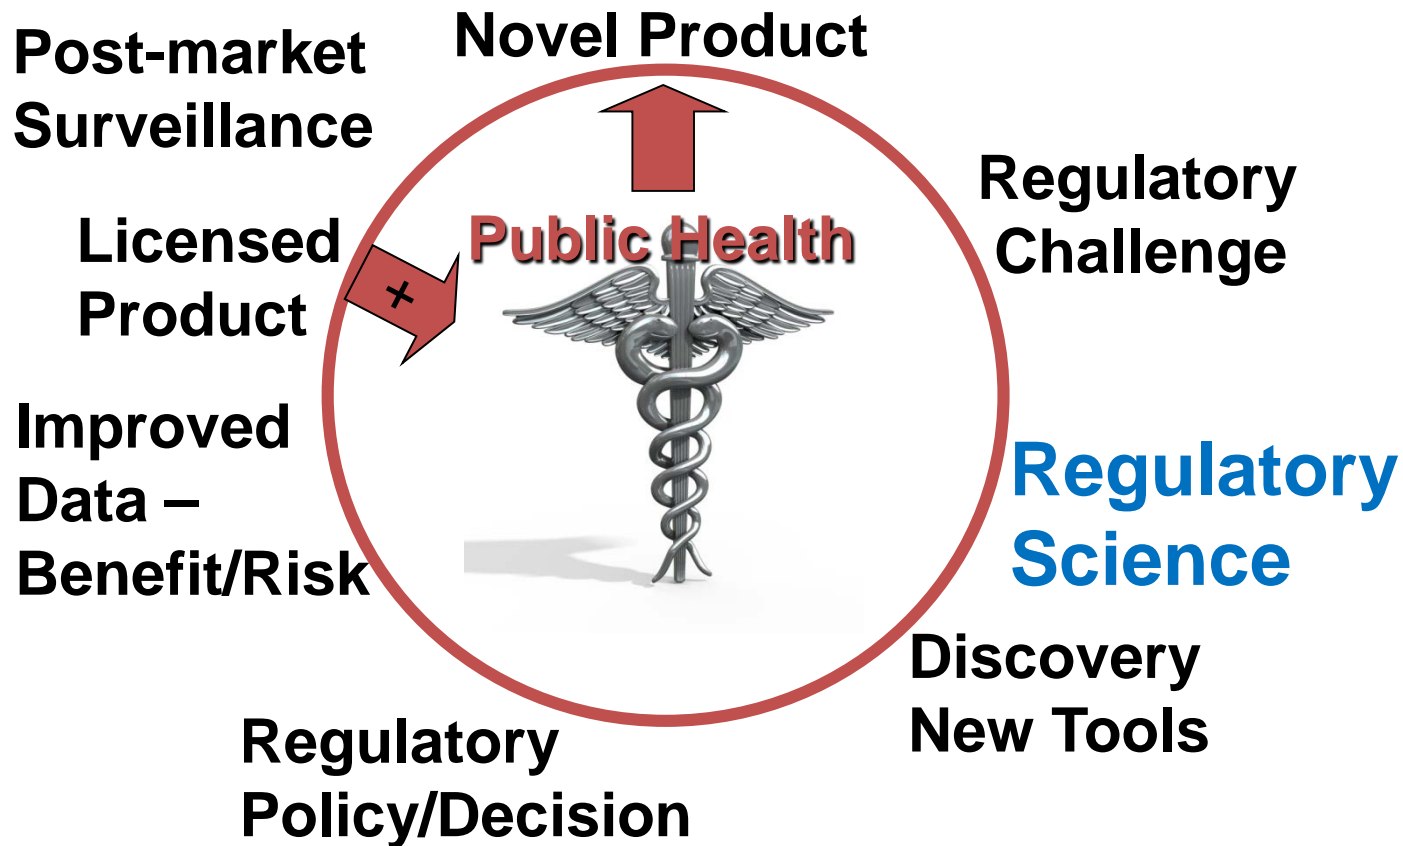 Novel Product
Post-market
Surveillance
Regulatory
Challenge
Public Health
Licensed
Product
+
Improved
Data –
Benefit/Risk
Regulatory
Science
Discovery
New Tools
Regulatory
Policy/Decision